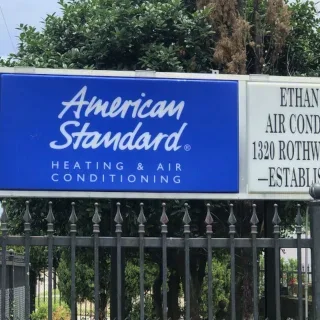 American
Standard®
HEATING & AIR
CONDITIONING
ETHAN
AIR COND
1320 ROTHW
—ESTABLIS